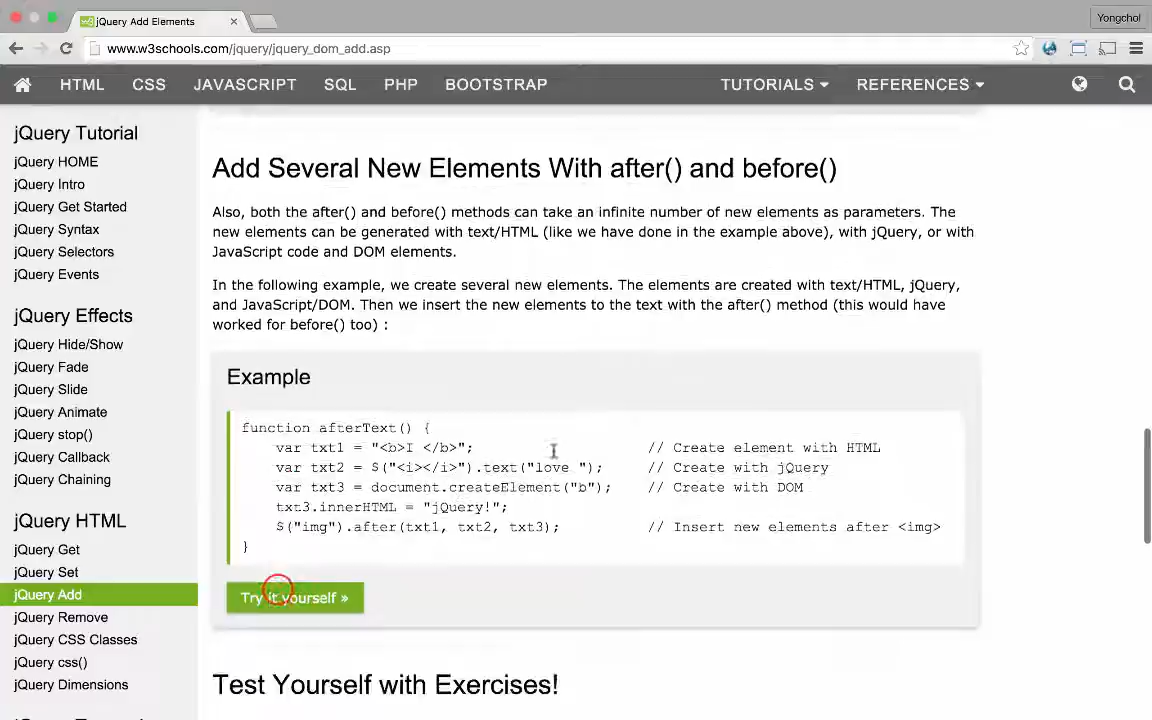 jQuery Add Elements
Yongchol
www.w3schools.com/jquery/jquery_dom_add.asp
HTML CSS JAVASCRIPT SQL PHP BOOTSTRAP TUTORIALS REFERENCES
jQuery Tutorial
jQuery HOME
jQuery Intro
jQuery Get Started
jQuery Syntax
jQuery Selectors
jQuery Events
jQuery Effects
jQuery Hide/Show
jQuery Fade
jQuery Slide
jQuery Animate
jQuery stop()
jQuery Callback
jQuery Chaining
jQuery HTML
jQuery Get
jQuery Set
jQuery Add
jQuery Remove
jQuery CSS Classes
jQuery css()
jQuery Dimensions
Add Several New Elements With after() and before()
Also, both the after() and before() methods can take an infinite number of new elements as parameters. The
new elements can be generated with text/HTML (like we have done in the example above), with jQuery, or with
JavaScript code and DOM elements.
In the following example, we create several new elements. The elements are created with text/HTML, jQuery,
and JavaScript/DOM. Then we insert the new elements to the text with the after() method (this would have
worked for before() too) :
Example
function afterText() {
var txt1 = "<b>I </b>"; // Create element with HTML
var txt2 = $("<i></i>").text("love "); // Create with jQuery
var txt3 = document.createElement("b"); // Create with DOM
txt3.innerHTML = "jQuery!";
$("img").after(txt1, txt2, txt3); // Insert new elements after <img>
}
Try it yourself »
Test Yourself with Exercises!